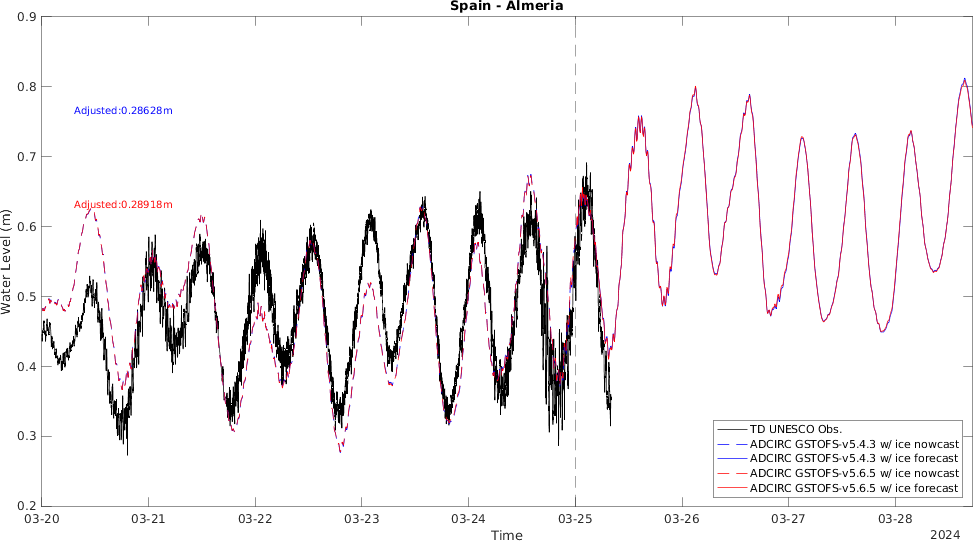 Spain - Almeria
0.9
0.8
0.7
0.6
0.5
0.4
0.3
0.2
Water Level (m)
Adjusted:0.28628m
Adjusted:0.28918m
TD UNESCO Obs.
ADCIRC GSTOFS-v5.4.3 w/ ice nowcast
ADCIRC GSTOFS-v5.4.3 w/ ice forecast
ADCIRC GSTOFS-v5.6.5 w/ ice nowcast
ADCIRC GSTOFS-v5.6.5 w/ ice forecast
03-20 03-21 03-22 03-23 03-24 03-25 03-26 03-27 03-28
Time
2024